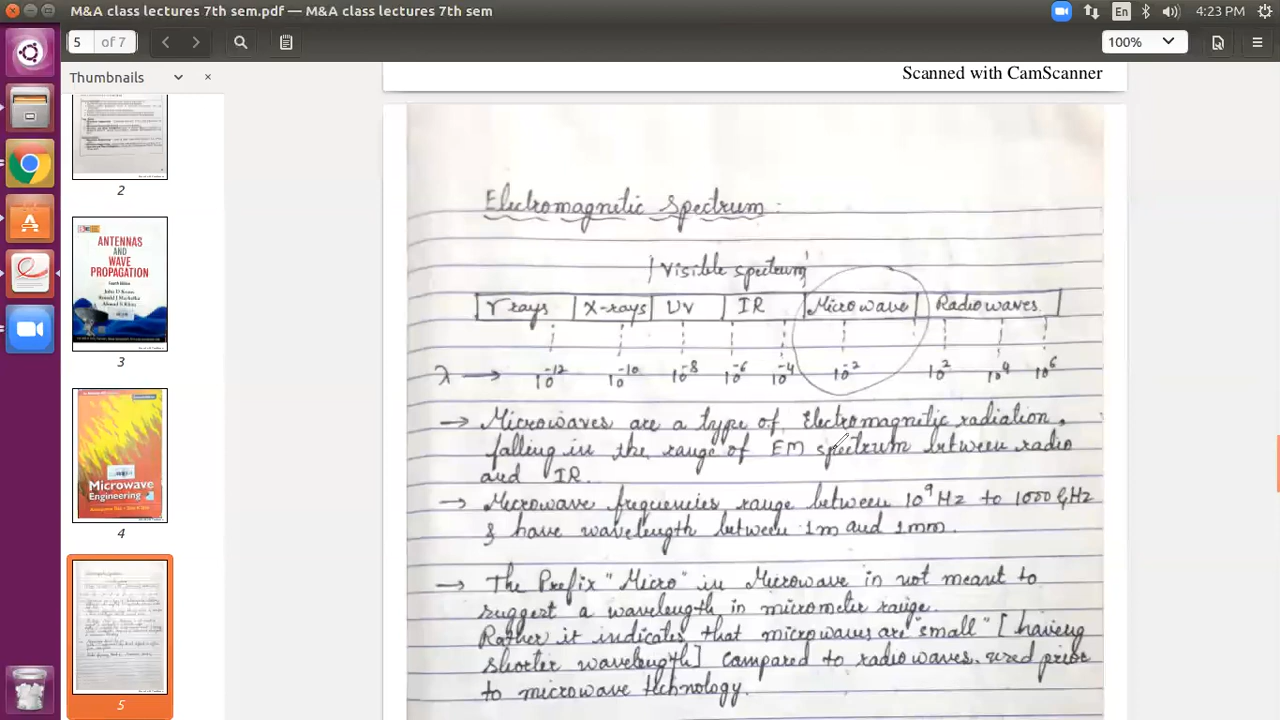 M&A class lectures 7th sem.pdf — M&A class lectures 7th sem
En
4:23 PM
5 of 7
100%
Thumbnails
2
ANTENNAS
AND
WAVE
PROPAGATION
3
Microwave
Engineering
4
5
Scanned with CamScanner
Electromagnetic Spectrum :
Visible spectrum
γ rays X-rays UV IR Microwave Radiowaves
λ → 10⁻¹² 10⁻¹⁰ 10⁻⁸ 10⁻⁶ 10⁻⁴ 10⁻² 10² 10⁴ 10⁶
→ Microwaves are a type of Electromagnetic radiation,
falling in the range of EM spectrum between radio
and IR.
→ Microwave frequencies range between 10⁹ Hz to 1000 GHz
& have wavelength between 1m and 1mm.
→ The Prefix "Micro" in Microwave in not meant to
suggest a wavelength in micrometer range.
Rather it indicates that microwaves are "small" [having
shorter wavelength] compared to radiowaves used prior
to microwave technology.